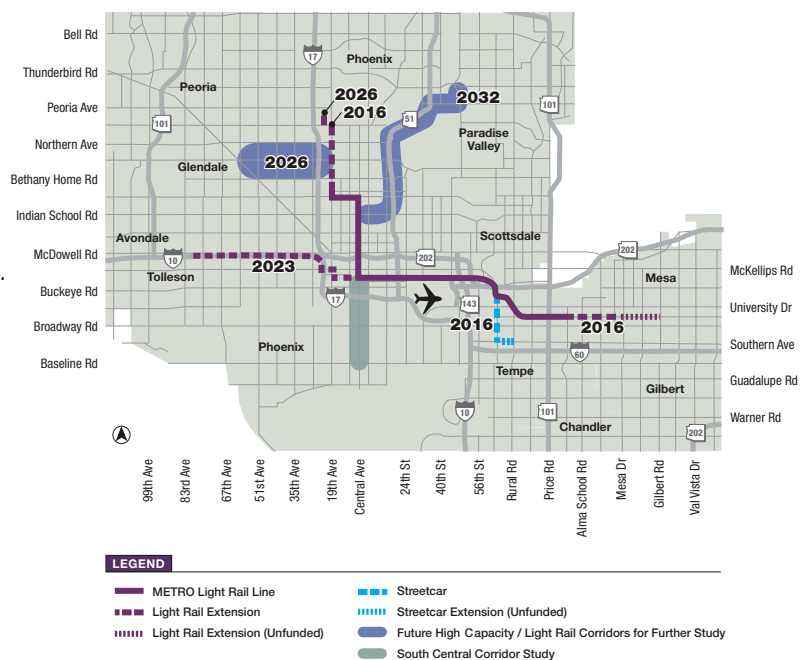 Bell Rd
Thunderbird Rd
Peoria Ave
Northern Ave
Bethany Home Rd
Indian School Rd
McDowell Rd
Buckeye Rd
Broadway Rd
Baseline Rd
17
Phoenix
Peoria
2026
2016
2032
51
101
101
Paradise
Valley
Glendale
2026
Scottsdale
Avondale
10
Tolleson
2023
202
202
Mesa
17
143
2016
2016
Phoenix
60
Tempe
Gilbert
10
101
Chandler
202
McKellips Rd
University Dr
Southern Ave
Guadalupe Rd
Warner Rd
99th Ave
83rd Ave
67th Ave
51st Ave
35th Ave
19th Ave
Central Ave
24th St
40th St
56th St
Rural Rd
Price Rd
Alma School Rd
Mesa Dr
Gilbert Rd
Val Vista Dr
LEGEND
METRO Light Rail Line
Light Rail Extension
Light Rail Extension (Unfunded)
Streetcar
Streetcar Extension (Unfunded)
Future High Capacity / Light Rail Corridors for Further Study
South Central Corridor Study